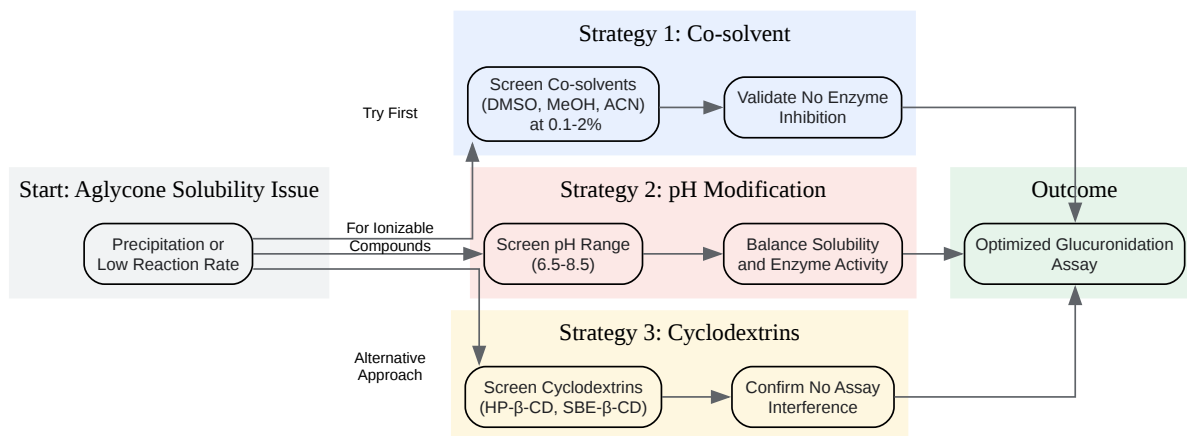 Strategy 1: Co-solvent
Screen Co-solvents
(DMSO, MeOH, ACN)
at 0.1-2%
Validate No Enzyme
Inhibition
Try First
Start: Aglycone Solubility Issue
Precipitation or
Low Reaction Rate
For Ionizable
Compounds
Strategy 2: pH Modification
Screen pH Range
(6.5-8.5)
Balance Solubility
and Enzyme Activity
Outcome
Optimized Glucuronidation
Assay
Alternative
Approach
Strategy 3: Cyclodextrins
Screen Cyclodextrins
(HP-β-CD, SBE-β-CD)
Confirm No Assay
Interference